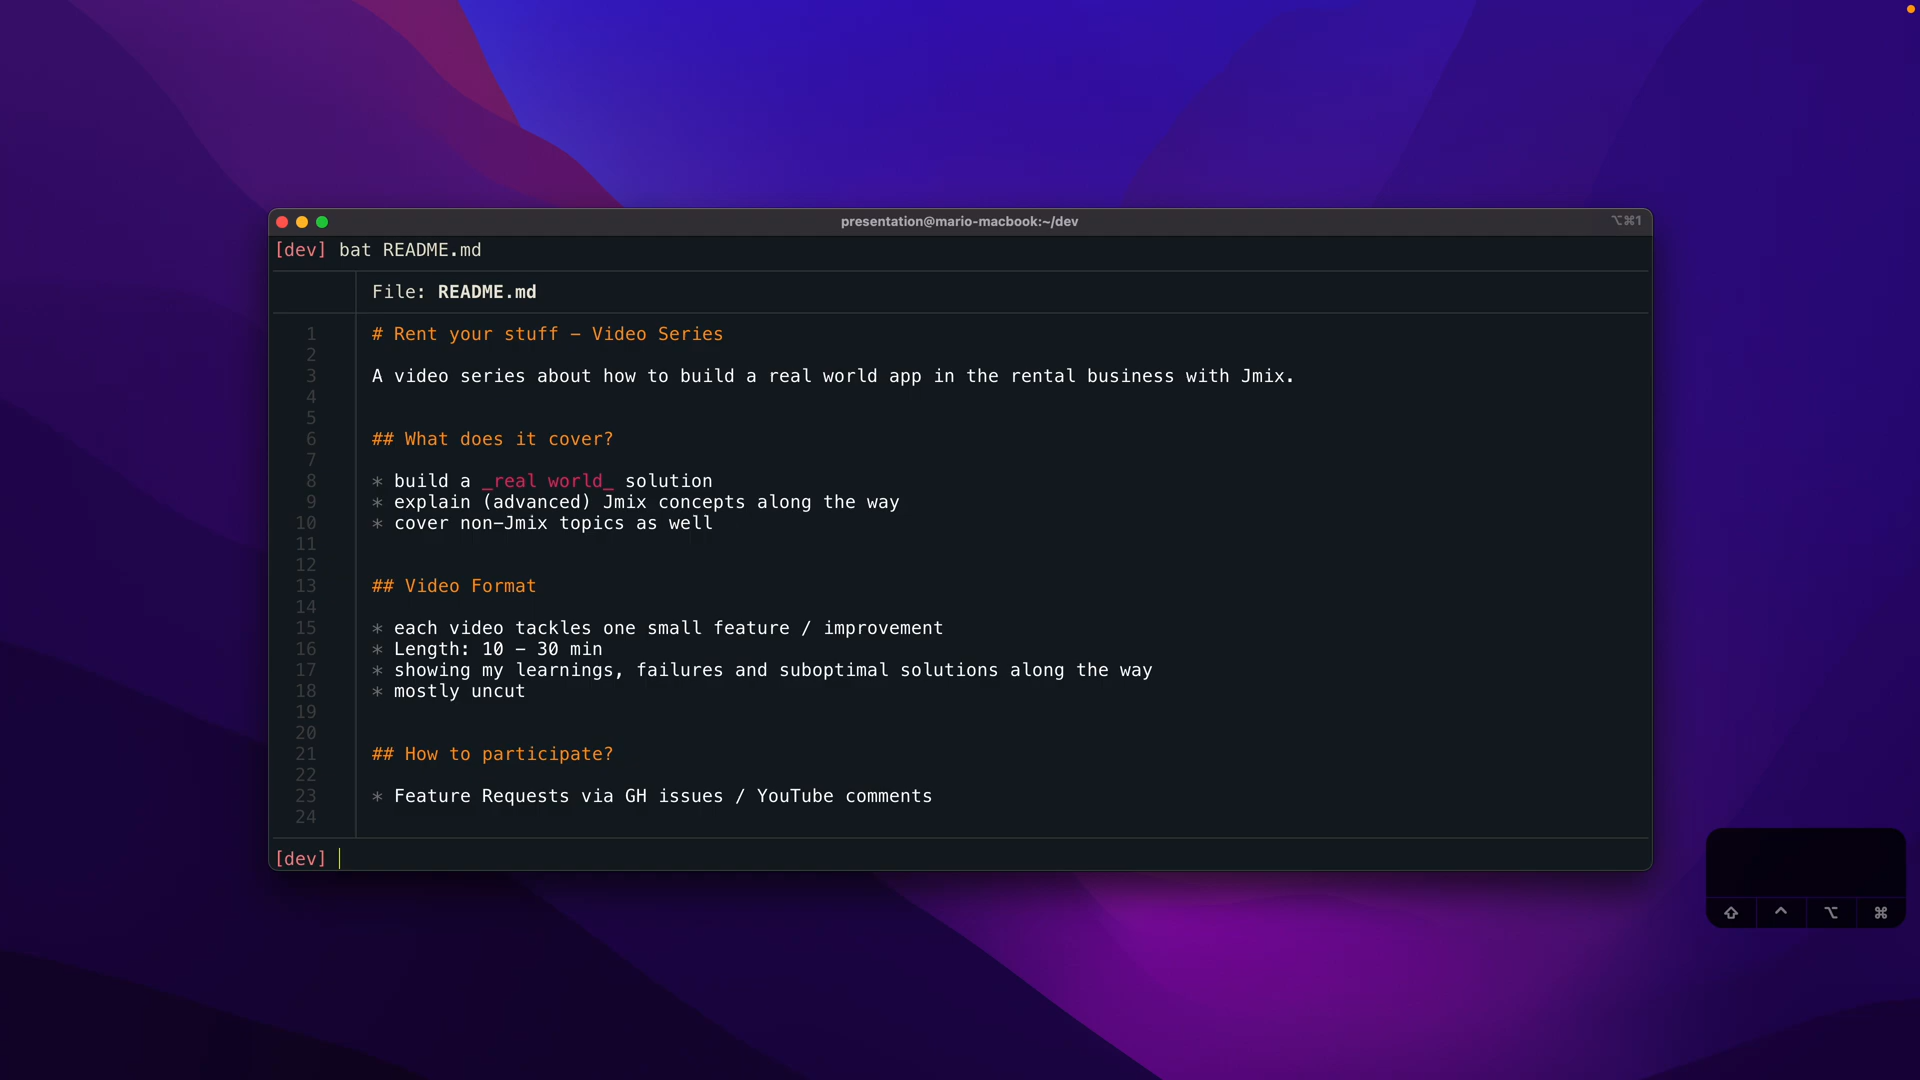 presentation@mario-macbook:~/dev
⌥⌘1
[dev] bat README.md
File: README.md
1 # Rent your stuff - Video Series
2
3 A video series about how to build a real world app in the rental business with Jmix.
4
5
6 ## What does it cover?
7
8 * build a _real world_ solution
9 * explain (advanced) Jmix concepts along the way
10 * cover non-Jmix topics as well
11
12
13 ## Video Format
14
15 * each video tackles one small feature / improvement
16 * Length: 10 - 30 min
17 * showing my learnings, failures and suboptimal solutions along the way
18 * mostly uncut
19
20
21 ## How to participate?
22
23 * Feature Requests via GH issues / YouTube comments
24
[dev]
⇧ ^ ⌥ ⌘